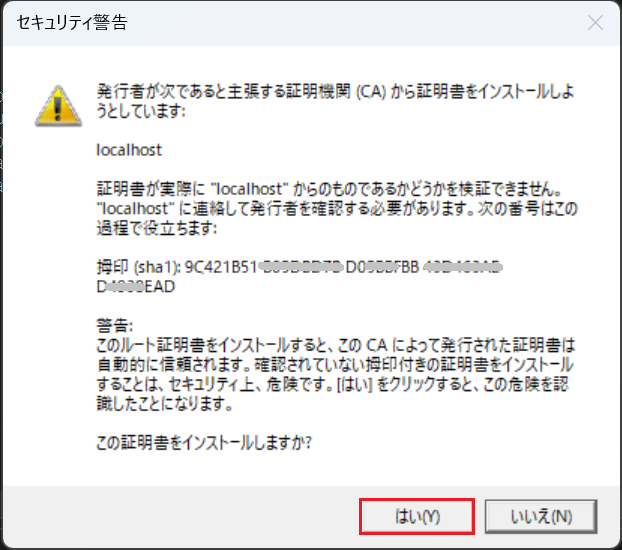 セキュリティ警告
発行者が次であると主張する証明機関 (CA) から証明書をインストールしよ
うとしています:
localhost
証明書が実際に "localhost" からのものであるかどうかを検証できません。
"localhost" に連絡して発行者を確認する必要があります。次の番号はこの
過程で役立ちます:
拇印 (sha1): 9C421B51
警告:
このルート証明書をインストールすると、この CA によって発行された証明書は
自動的に信頼されます。確認されていない拇印付きの証明書をインストール
することは、セキュリティ上、危険です。[はい] をクリックすると、この危険を認
識したことになります。
この証明書をインストールしますか?
はい(Y)
いいえ(N)